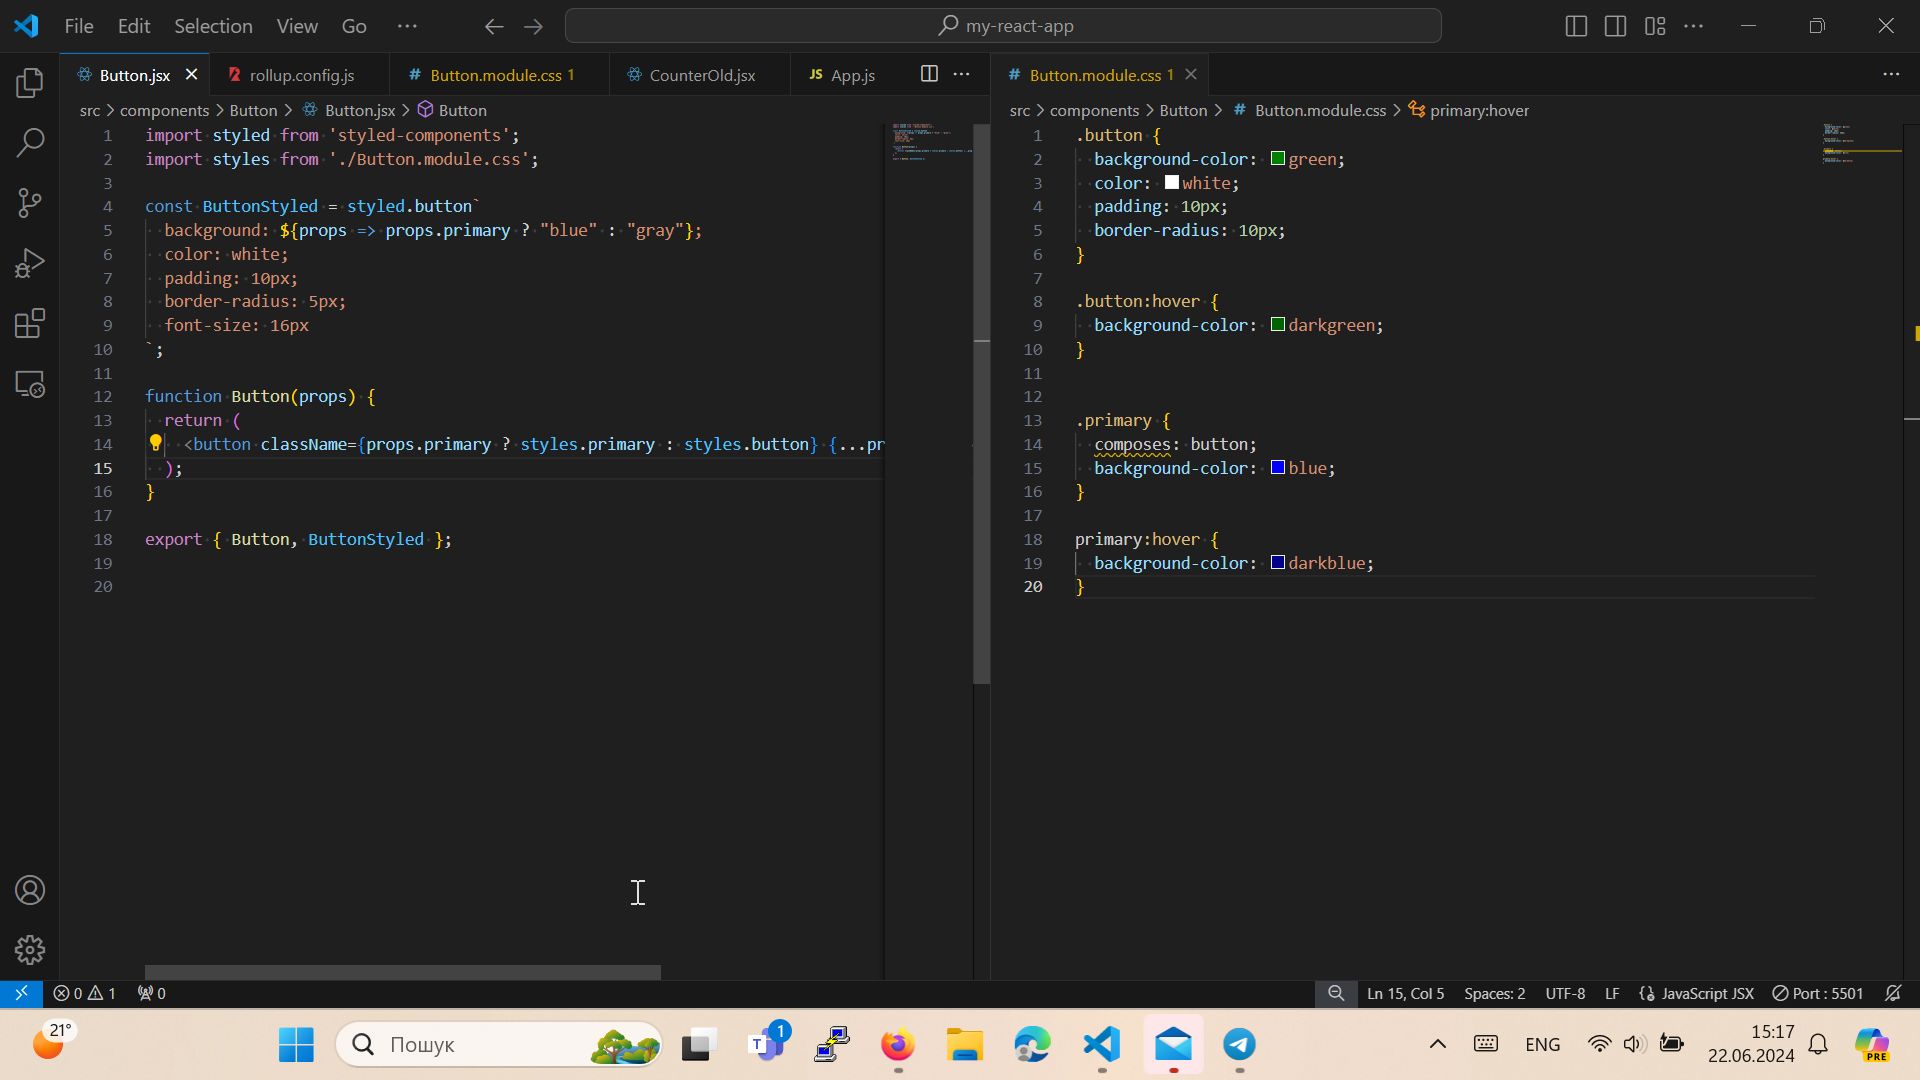 File Edit Selection View Go ··· my-react-app
Button.jsx rollup.config.js Button.module.css 1 CounterOld.jsx JS App.js
src > components > Button > Button.jsx > Button
1 import styled from 'styled-components';
2 import styles from './Button.module.css';
3
4 const ButtonStyled = styled.button`
5 background: ${props => props.primary ? "blue" : "gray"};
6 color: white;
7 padding: 10px;
8 border-radius: 5px;
9 font-size: 16px
10 `;
11
12 function Button(props) {
13 return (
14 <button className={props.primary ? styles.primary : styles.button} {...pr
15 );
16 }
17
18 export { Button, ButtonStyled };
19
20
# Button.module.css 1
src > components > Button > # Button.module.css > primary:hover
1 .button {
2 background-color: green;
3 color: white;
4 padding: 10px;
5 border-radius: 10px;
6 }
7
8 .button:hover {
9 background-color: darkgreen;
10 }
11
12
13 .primary {
14 composes: button;
15 background-color: blue;
16 }
17
18 primary:hover {
19 background-color: darkblue;
20 }
0 1 0 Ln 15, Col 5 Spaces: 2 UTF-8 LF {} JavaScript JSX Port : 5501
21° Пошук 1 ENG 15:17
22.06.2024
PRE